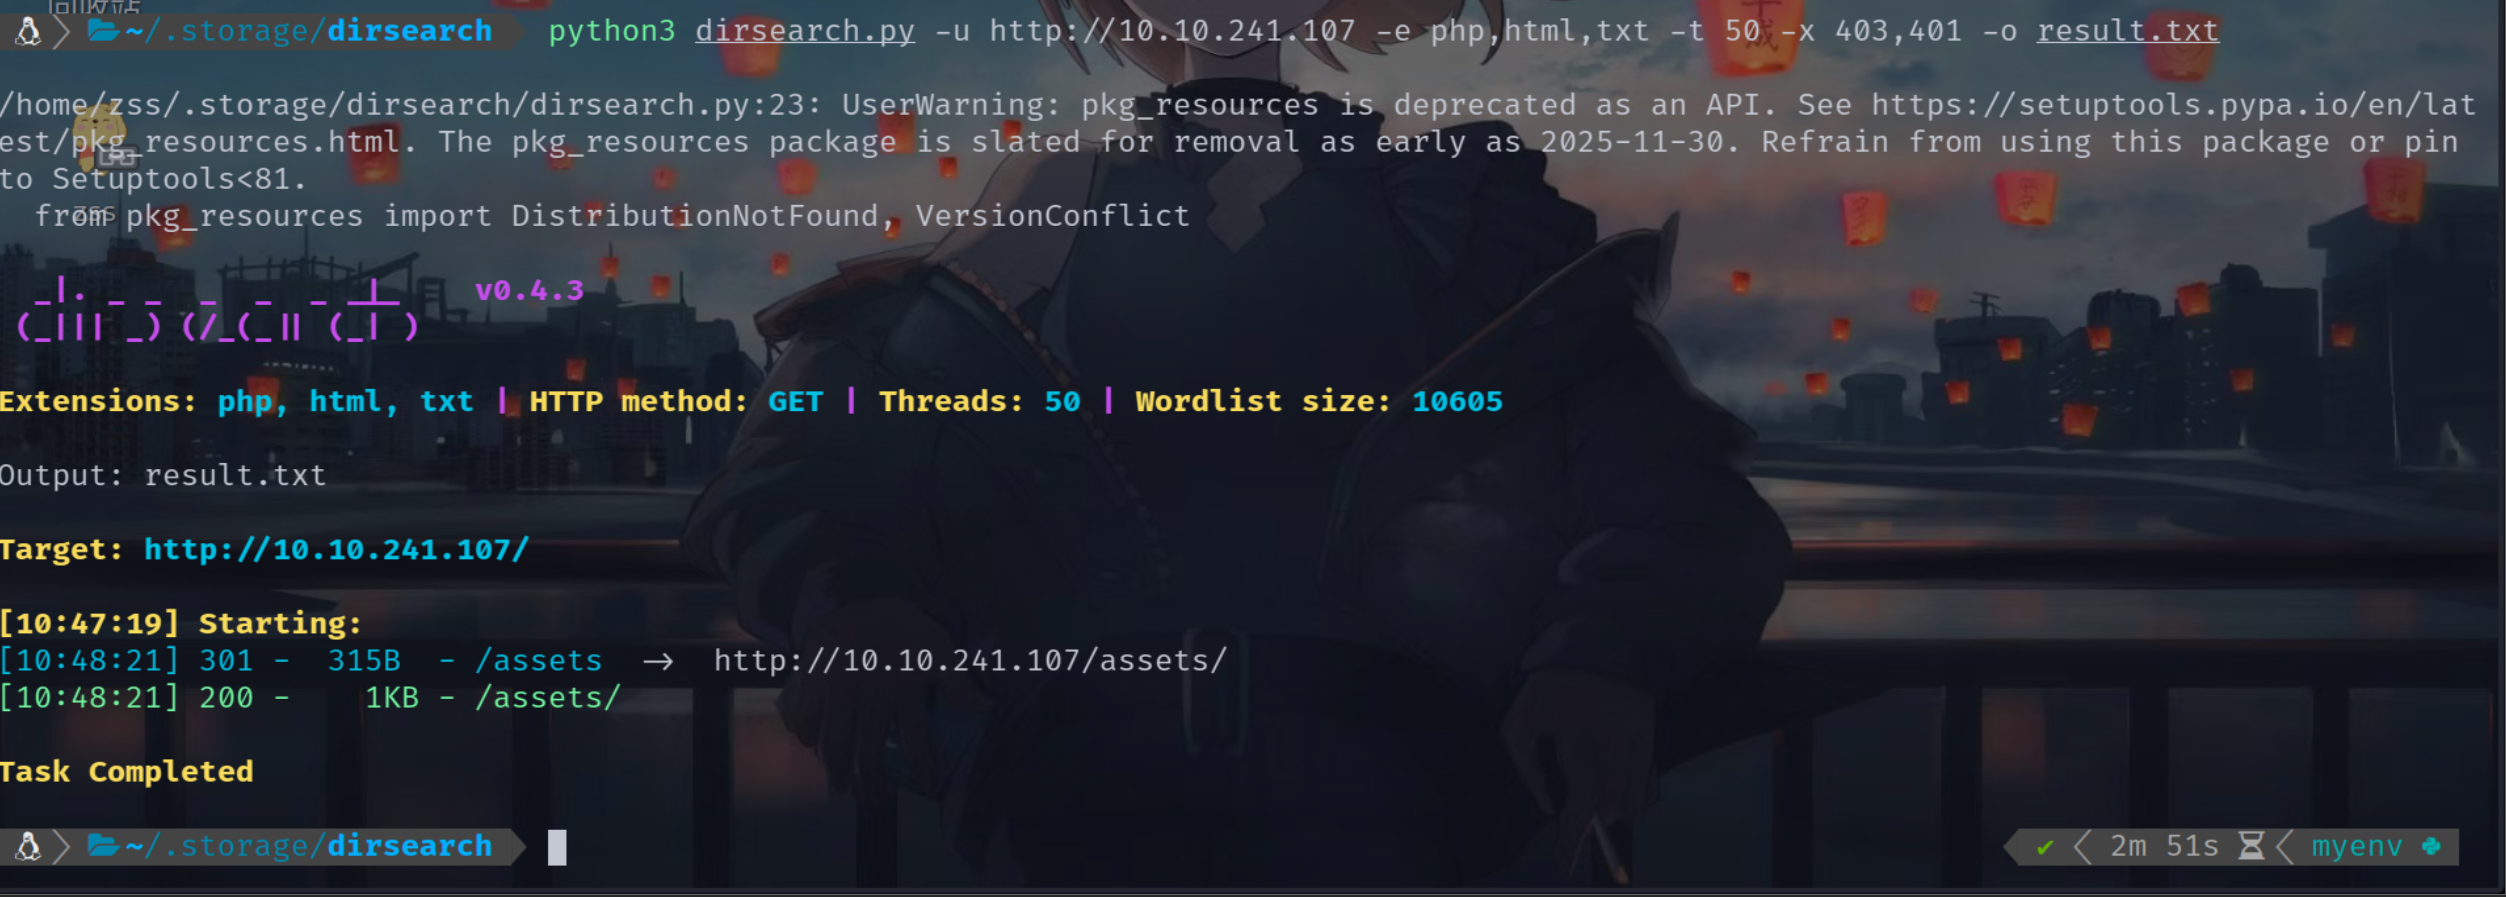 回收站
~/.storage/dirsearch python3 dirsearch.py -u http://10.10.241.107 -e php,html,txt -t 50 -x 403,401 -o result.txt
/home/zss/.storage/dirsearch/dirsearch.py:23: UserWarning: pkg_resources is deprecated as an API. See https://setuptools.pypa.io/en/lat
est/pkg_resources.html. The pkg_resources package is slated for removal as early as 2025-11-30. Refrain from using this package or pin
to Setuptools<81.
zss
  from pkg_resources import DistributionNotFound, VersionConflict
  _|. _ _  _  _  _ _|_    v0.4.3
 (_||| _) (/_(_|| (_| )
Extensions: php, html, txt | HTTP method: GET | Threads: 50 | Wordlist size: 10605
Output: result.txt
Target: http://10.10.241.107/
[10:47:19] Starting:
[10:48:21] 301 -  315B  - /assets  ->  http://10.10.241.107/assets/
[10:48:21] 200 -    1KB - /assets/
Task Completed
~/.storage/dirsearch ✔ 2m 51s myenv